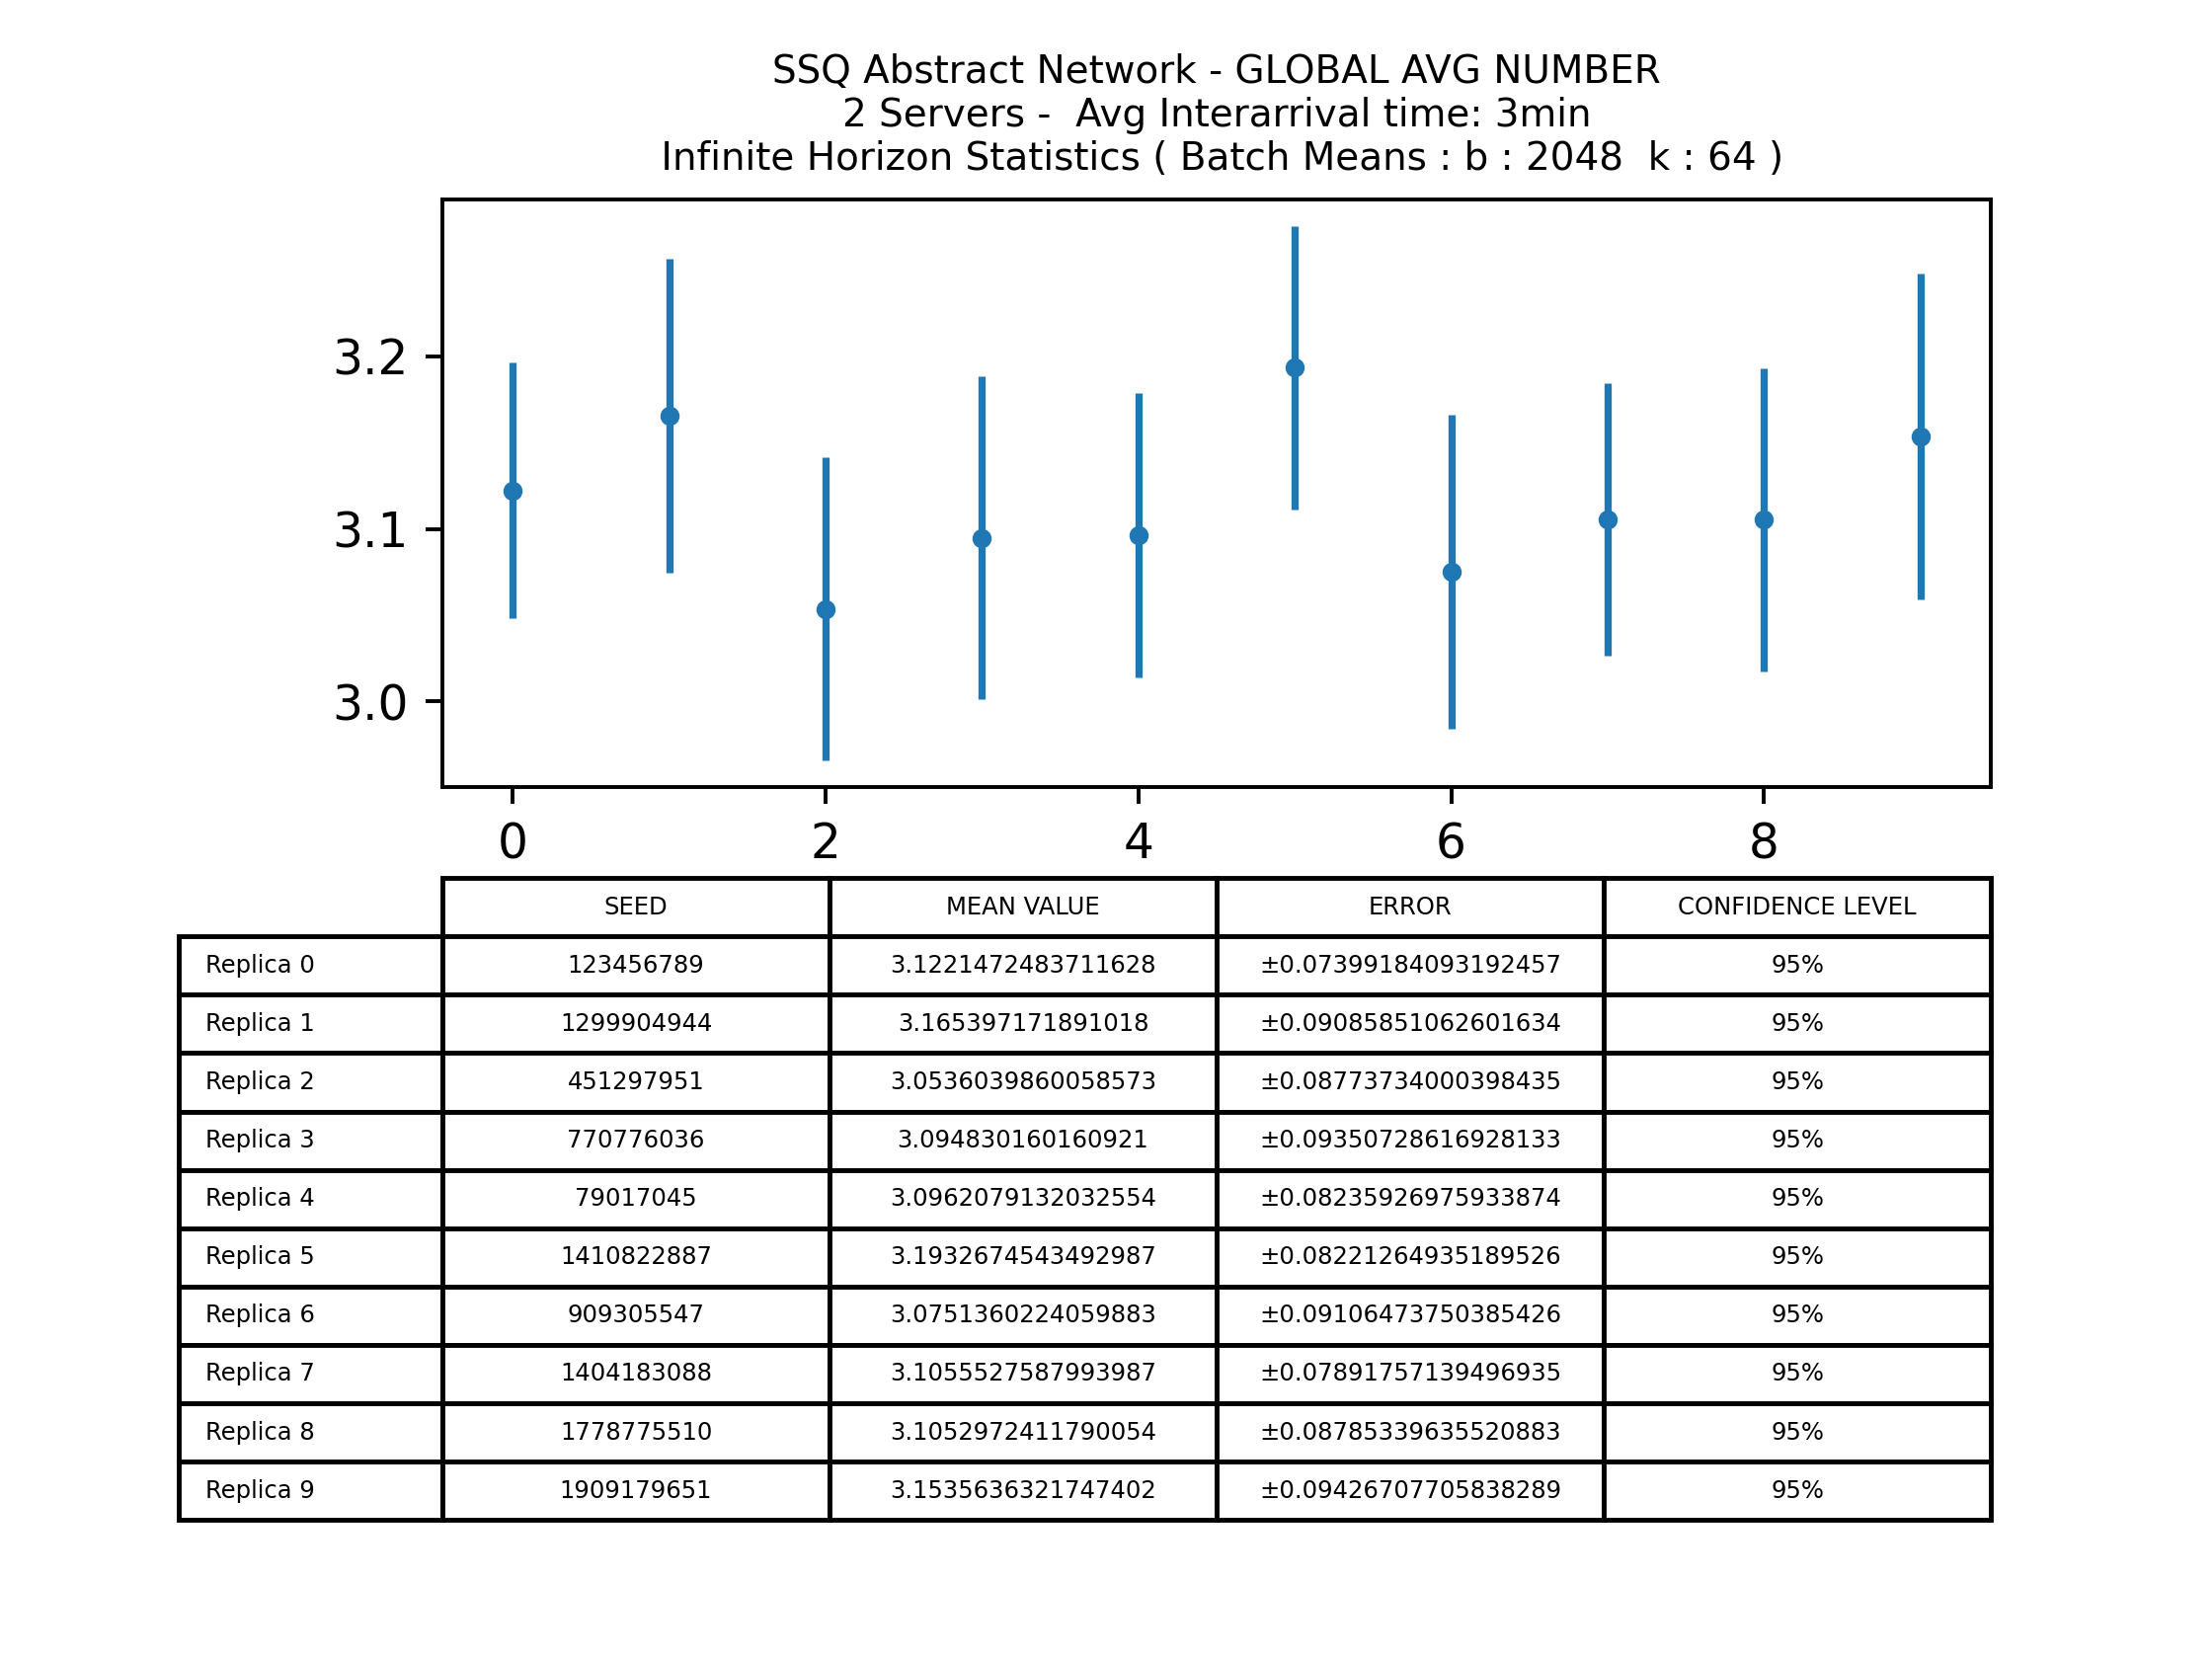 SSQ Abstract Network - GLOBAL AVG NUMBER
2 Servers -  Avg Interarrival time: 3min
Infinite Horizon Statistics ( Batch Means : b : 2048  k : 64 )
3.2
3.1
3.0
0 2 4 6 8
SEED MEAN VALUE ERROR CONFIDENCE LEVEL
Replica 0 123456789 3.1221472483711628 ±0.07399184093192457 95%
Replica 1 1299904944 3.165397171891018 ±0.09085851062601634 95%
Replica 2 451297951 3.0536039860058573 ±0.08773734000398435 95%
Replica 3 770776036 3.094830160160921 ±0.09350728616928133 95%
Replica 4 79017045 3.0962079132032554 ±0.08235926975933874 95%
Replica 5 1410822887 3.1932674543492987 ±0.08221264935189526 95%
Replica 6 909305547 3.0751360224059883 ±0.09106473750385426 95%
Replica 7 1404183088 3.1055527587993987 ±0.07891757139496935 95%
Replica 8 1778775510 3.1052972411790054 ±0.08785339635520883 95%
Replica 9 1909179651 3.1535636321747402 ±0.09426707705838289 95%